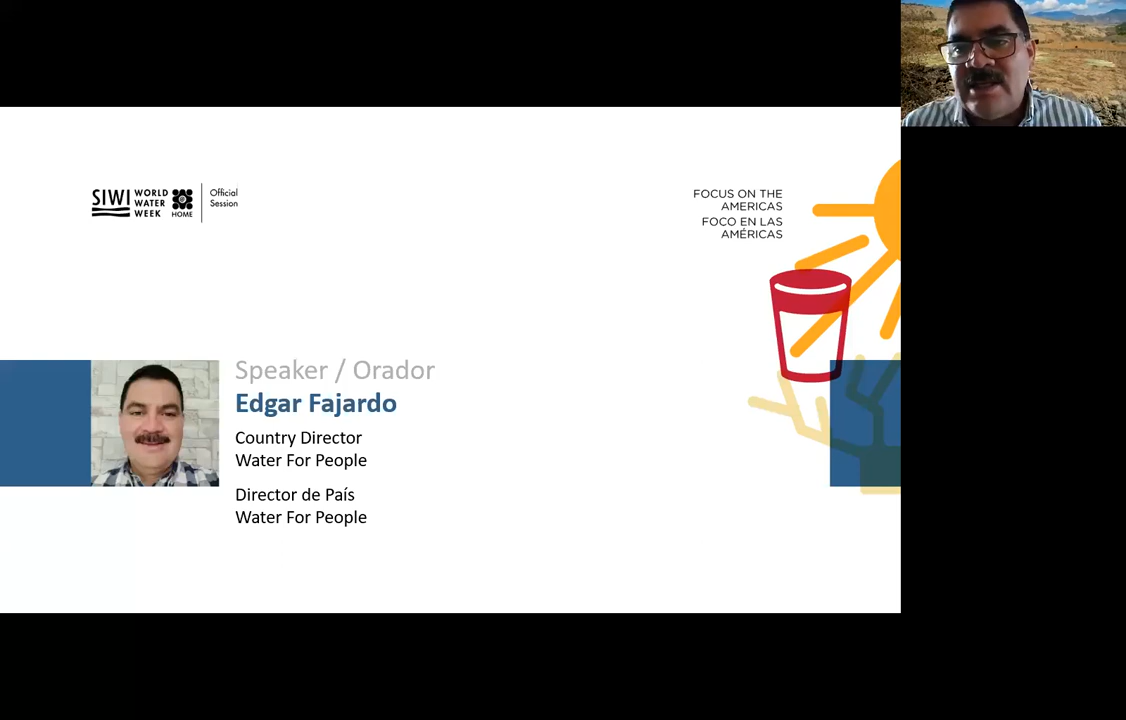 SIWI
WORLD
WATER
WEEK
HOME
Official
Session
FOCUS ON THE
AMERICAS
FOCO EN LAS
AMÉRICAS
Speaker / Orador
Edgar Fajardo
Country Director
Water For People
Director de País
Water For People